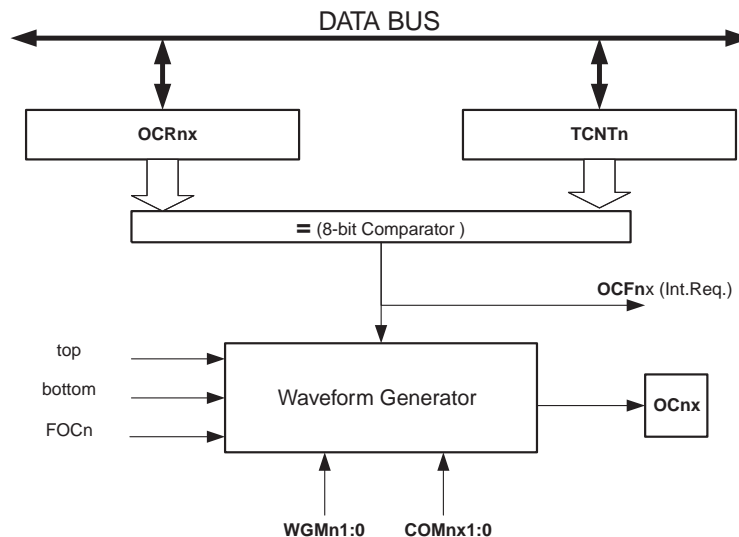 DATA BUS
OCRnx
TCNTn
= (8-bit Comparator )
OCFnx (Int.Req.)
top
bottom
FOCn
Waveform Generator
OCnx
WGMn1:0
COMnx1:0